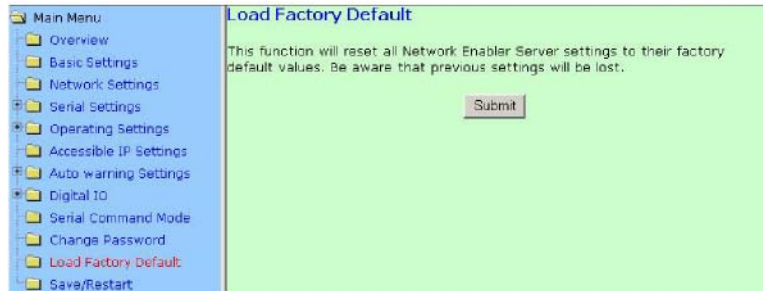 Main Menu
Overview
Basic Settings
Network Settings
Serial Settings
Operating Settings
Accessible IP Settings
Auto warning Settings
Digital IO
Serial Command Mode
Change Password
Load Factory Default
Save/Restart
Load Factory Default
This function will reset all Network Enabler Server settings to their factory
default values. Be aware that previous settings will be lost.
Submit